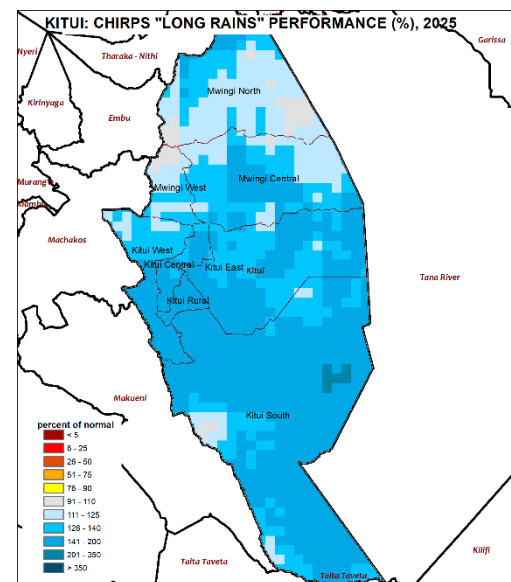 KITUI: CHIRPS "LONG RAINS" PERFORMANCE (%), 2025
Nyeri
Tharaka - Nithi
Garissa
Kirinyaga
Embu
Mwingi North
Murang'a
Mwingi West
Mwingi Central
Machakos
Kitui West
Kitui Central
Kitui East
Kitui
Tana River
Kitui Rural
Makueni
Kitui South
percent of normal
< 5
6 - 25
26 - 50
51 - 75
76 - 90
91 - 110
111 - 125
126 - 140
141 - 200
201 - 350
> 350
Taita Taveta
Taita Taveta
Kilifi